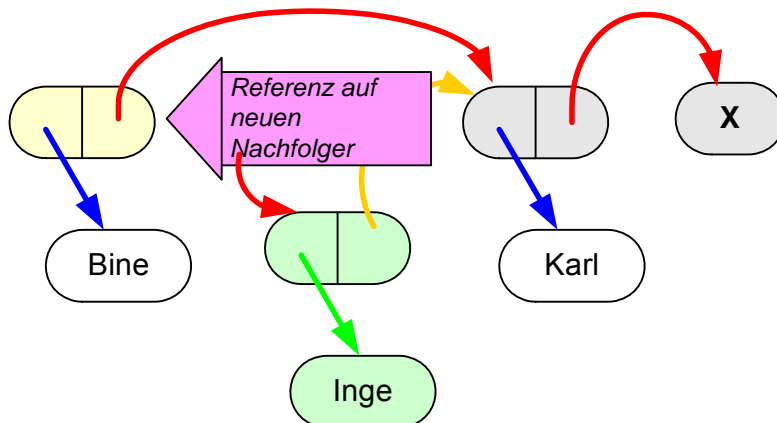 Referenz auf
neuen
Nachfolger
X
Bine
Karl
Inge